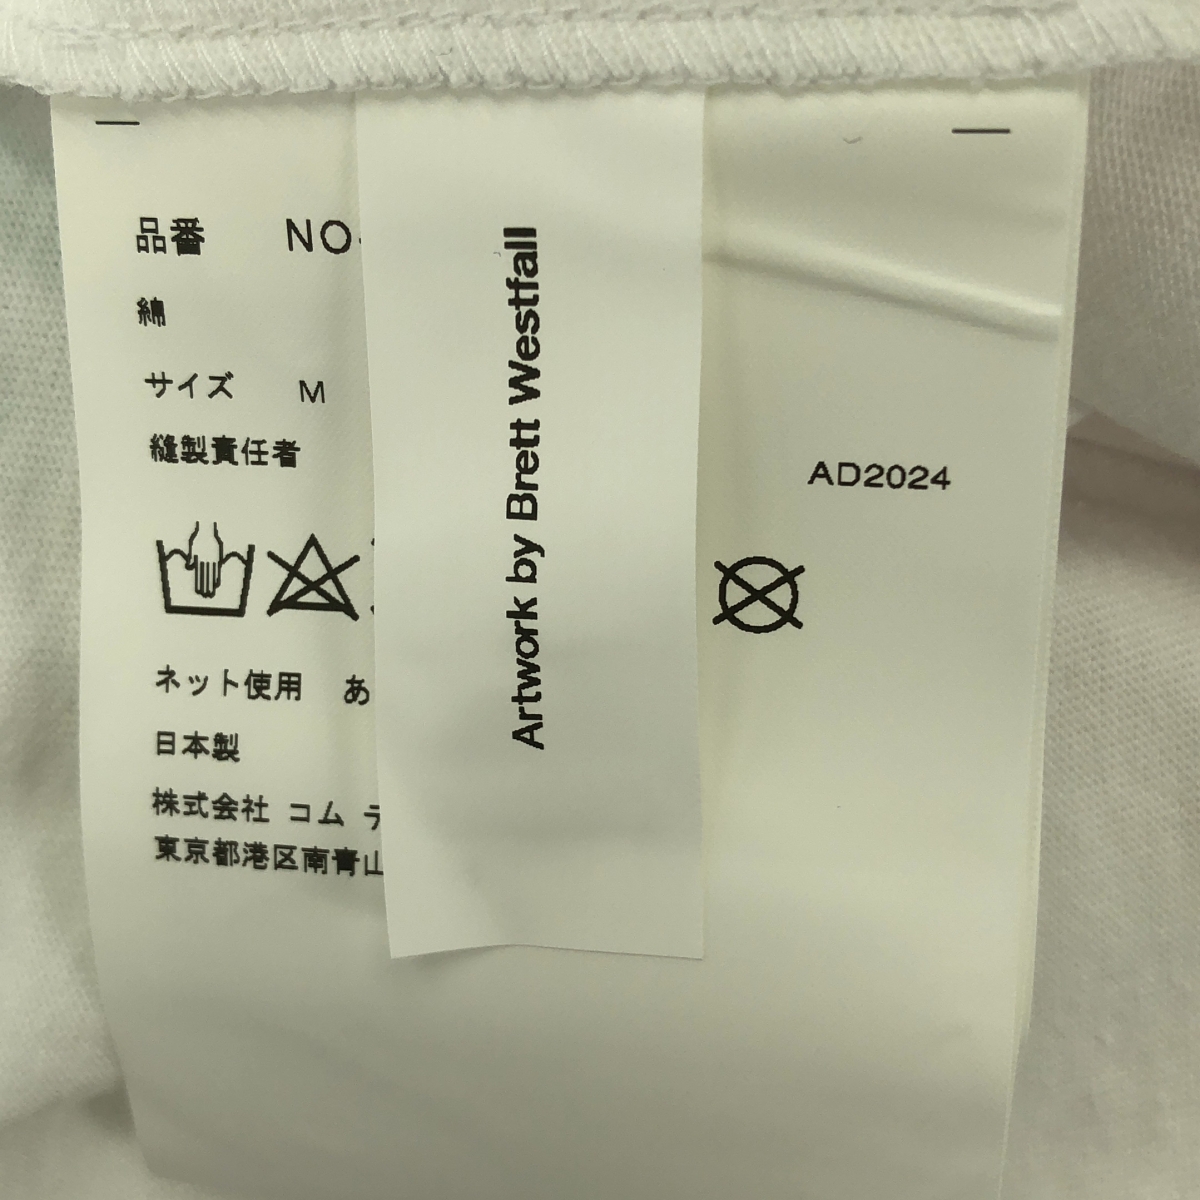 品番 NO
綿
サイズ M
縫製責任者
AD2024
ネット使用 あ
日本製
株式会社 コム デ
東京都港区南青山
Artwork by Brett Westfall